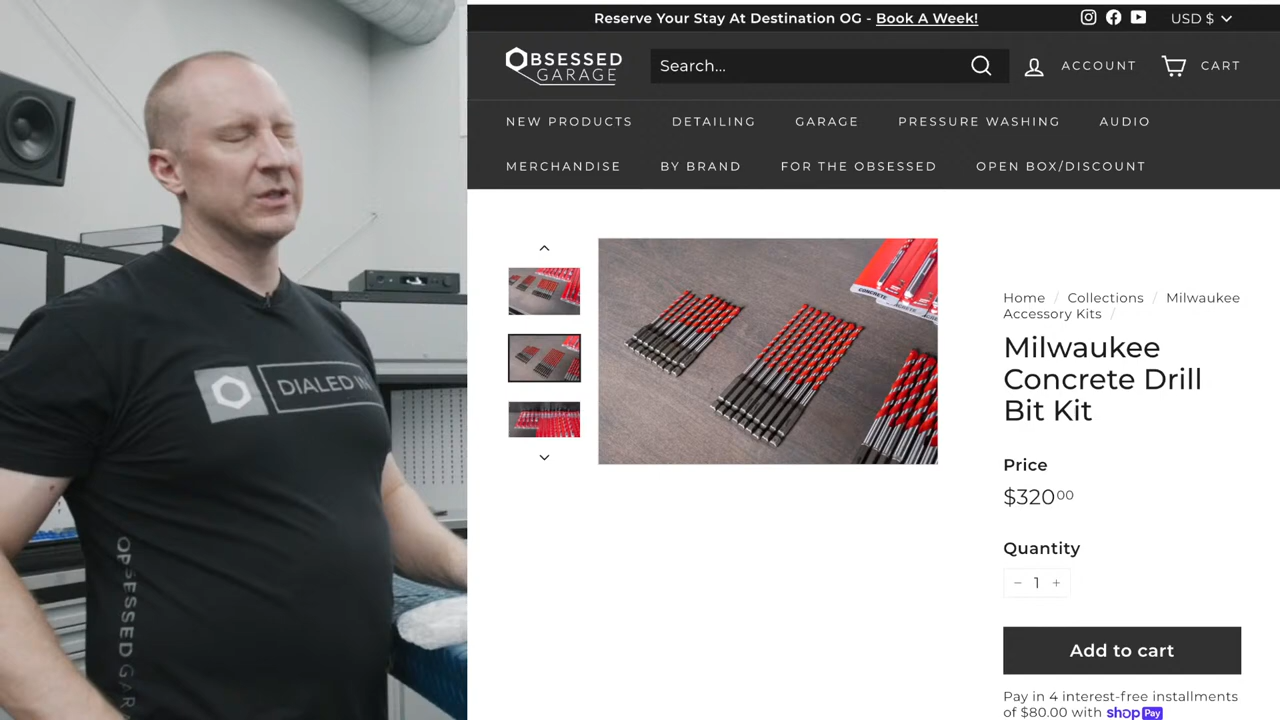 Reserve Your Stay At Destination OG - Book A Week!
USD $
OBSESSED
GARAGE
Search...
ACCOUNT
CART
NEW PRODUCTS
DETAILING
GARAGE
PRESSURE WASHING
AUDIO
MERCHANDISE
BY BRAND
FOR THE OBSESSED
OPEN BOX/DISCOUNT
DIALED IN
OBSESSED GARA
CONCRETE
Home / Collections / Milwaukee
Accessory Kits /
Milwaukee
Concrete Drill
Bit Kit
Price
$320.00
Quantity
− 1 +
Add to cart
Pay in 4 interest-free installments
of $80.00 with shop Pay